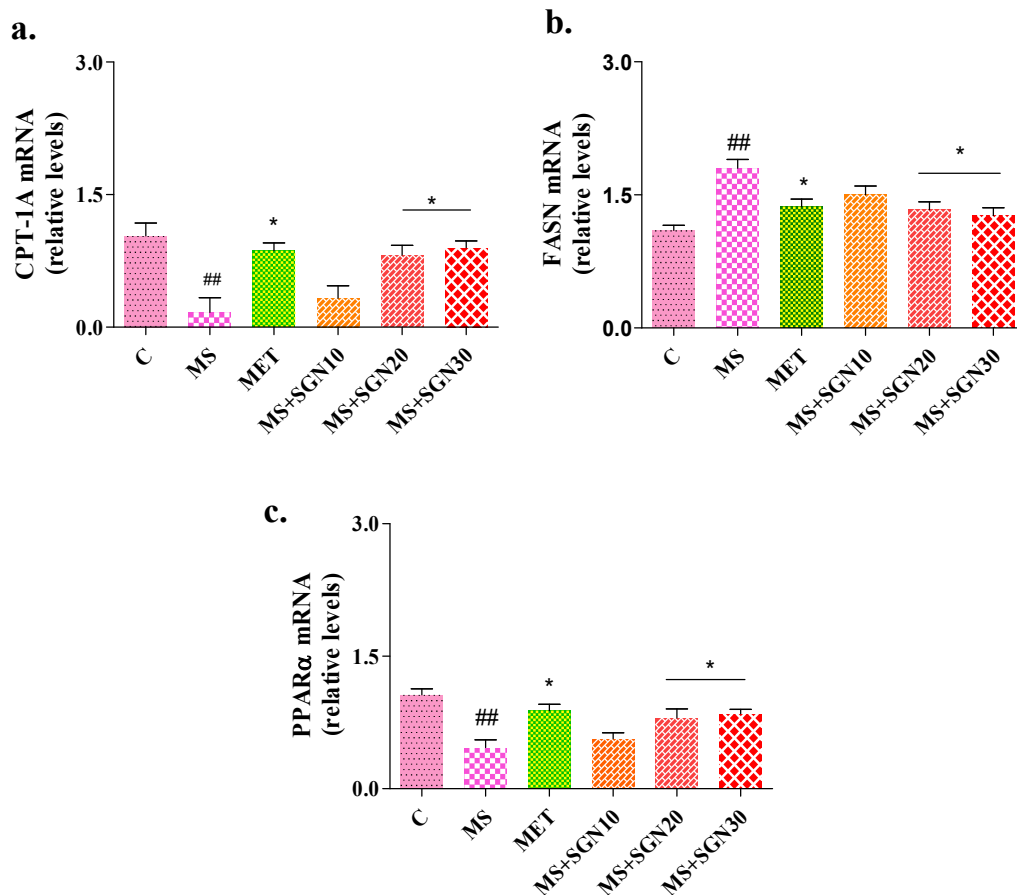 a.
CPT-1A mRNA
(relative levels)
3.0
1.5
0.0
##
*
*
C
MS
MET
MS+SGN10
MS+SGN20
MS+SGN30
b.
FASN mRNA
(relative levels)
3.0
1.5
0.0
##
*
*
C
MS
MET
MS+SGN10
MS+SGN20
MS+SGN30
c.
PPARα mRNA
(relative levels)
3.0
1.5
0.0
##
*
*
C
MS
MET
MS+SGN10
MS+SGN20
MS+SGN30